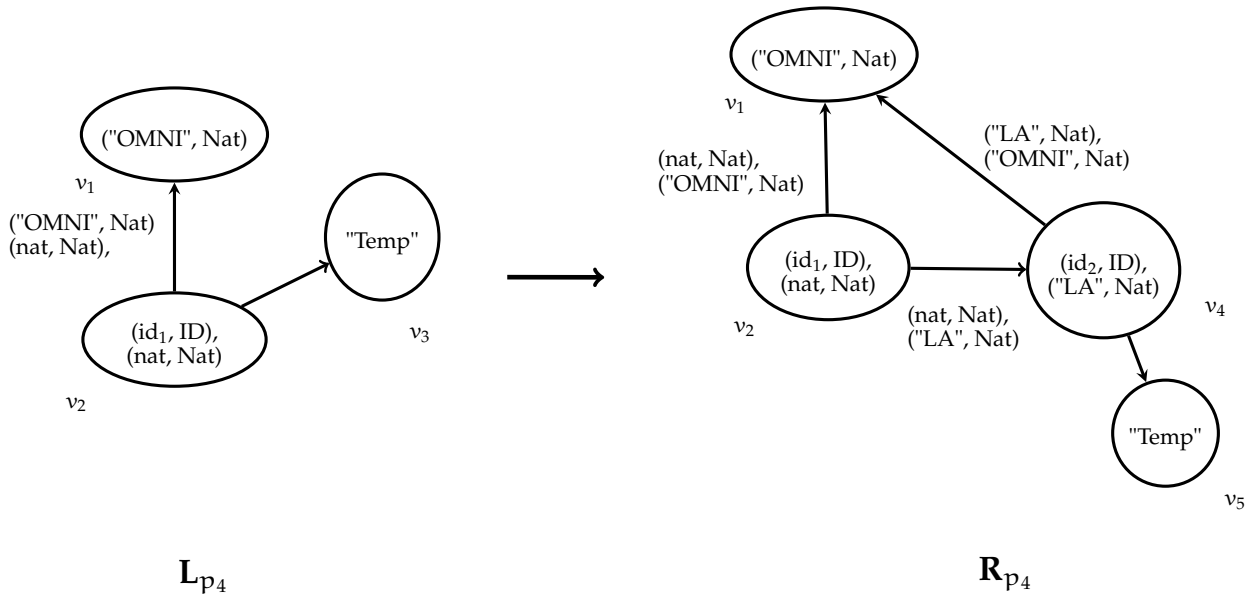 ("OMNI", Nat)
v1
("OMNI", Nat)
(nat, Nat),
"Temp"
v3
(id1, ID),
(nat, Nat)
v2
Lp4
("OMNI", Nat)
v1
("LA", Nat),
("OMNI", Nat)
(nat, Nat),
("OMNI", Nat)
(id1, ID),
(nat, Nat)
v2
(id2, ID),
("LA", Nat)
v4
(nat, Nat),
("LA", Nat)
"Temp"
v5
Rp4